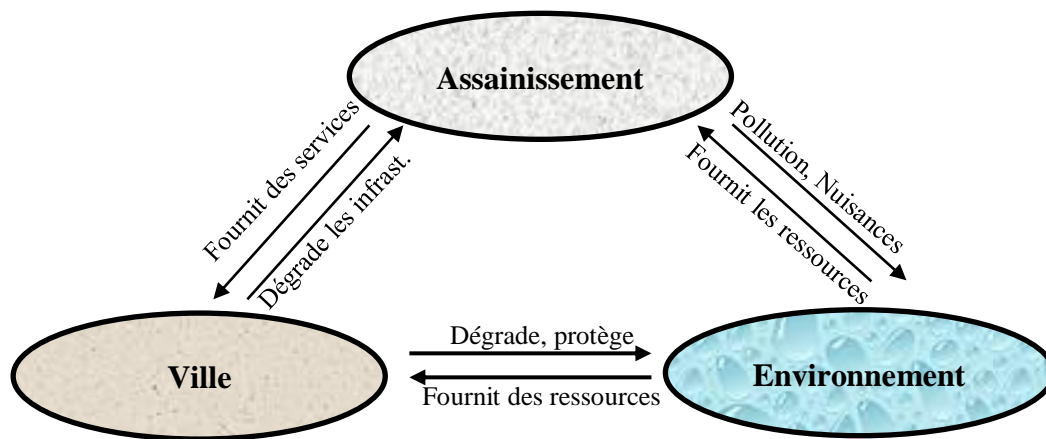 Assainissement
Fournit des services
Dégrade les infrast.
Pollution, Nuisances
Fournit les ressources
Dégrade, protège
Ville
Environnement
Fournit des ressources